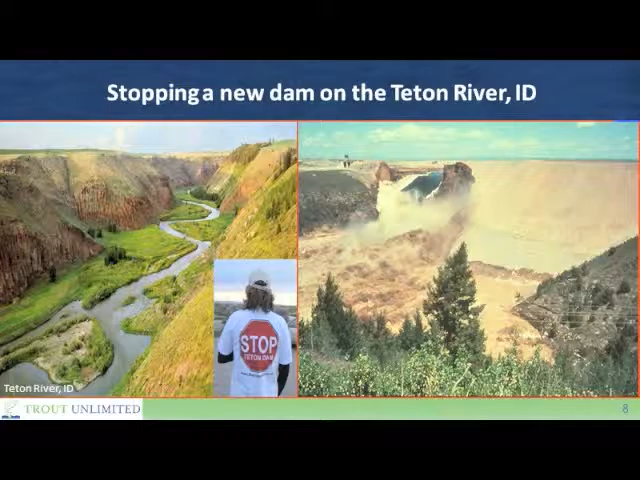 Stopping a new dam on the Teton River, ID
STOP
TETON DAM
Teton River, ID
TROUT UNLIMITED
8